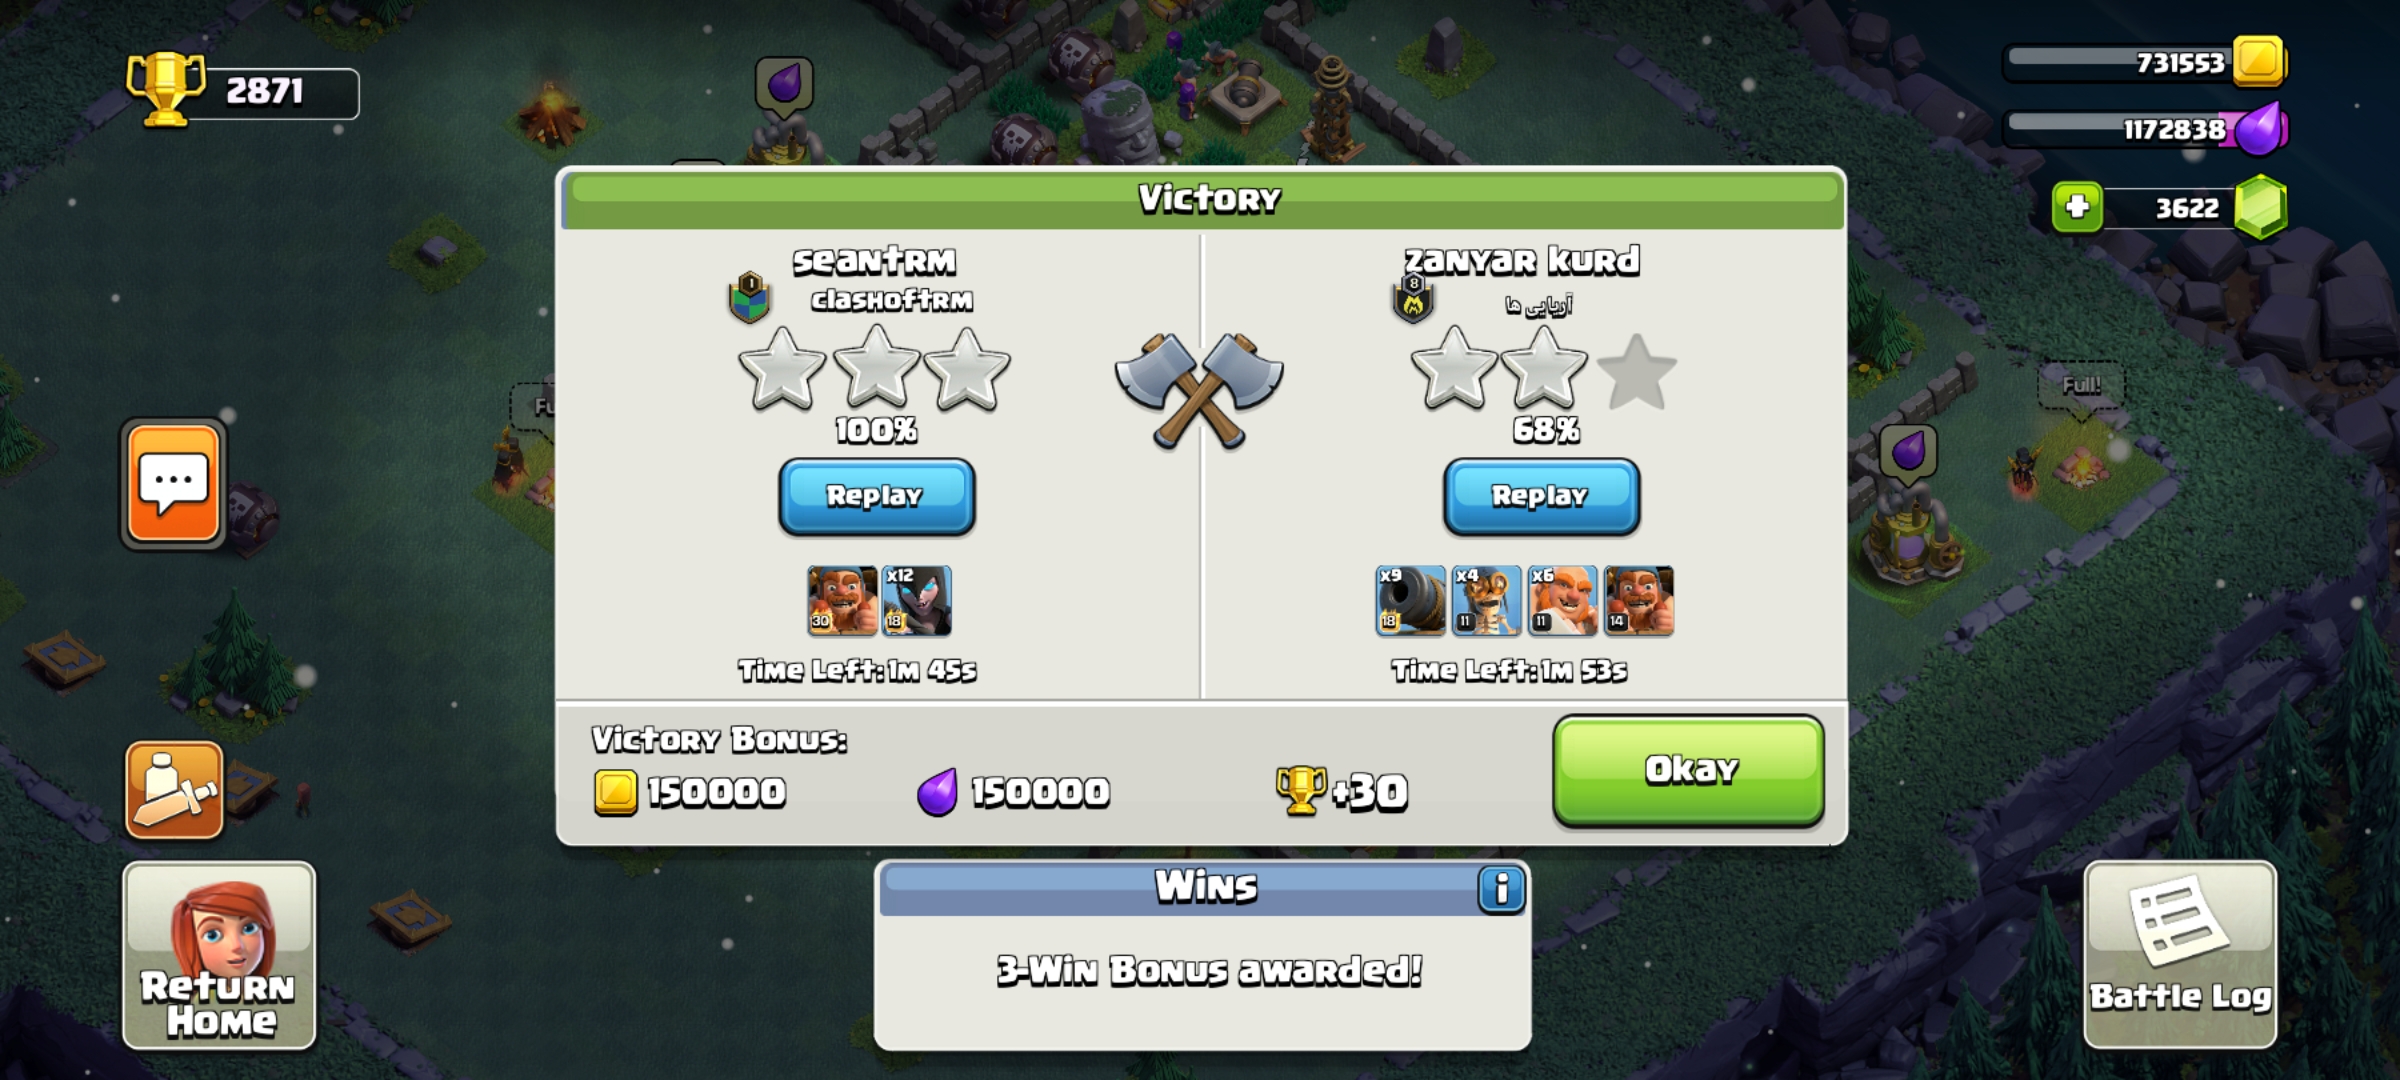 2871
731553
1172838
3622
Victory
seantrm
clashoftrm
1
100%
Replay
30
x12
18
Time Left: 1m 45s
zanyar kurd
آریایی ها
8
68%
Replay
x9
18
x4
11
x6
11
14
Time Left: 1m 53s
Full!
Victory Bonus:
150000
150000
+30
Okay
Wins
i
3-Win Bonus awarded!
Return
Home
Battle Log